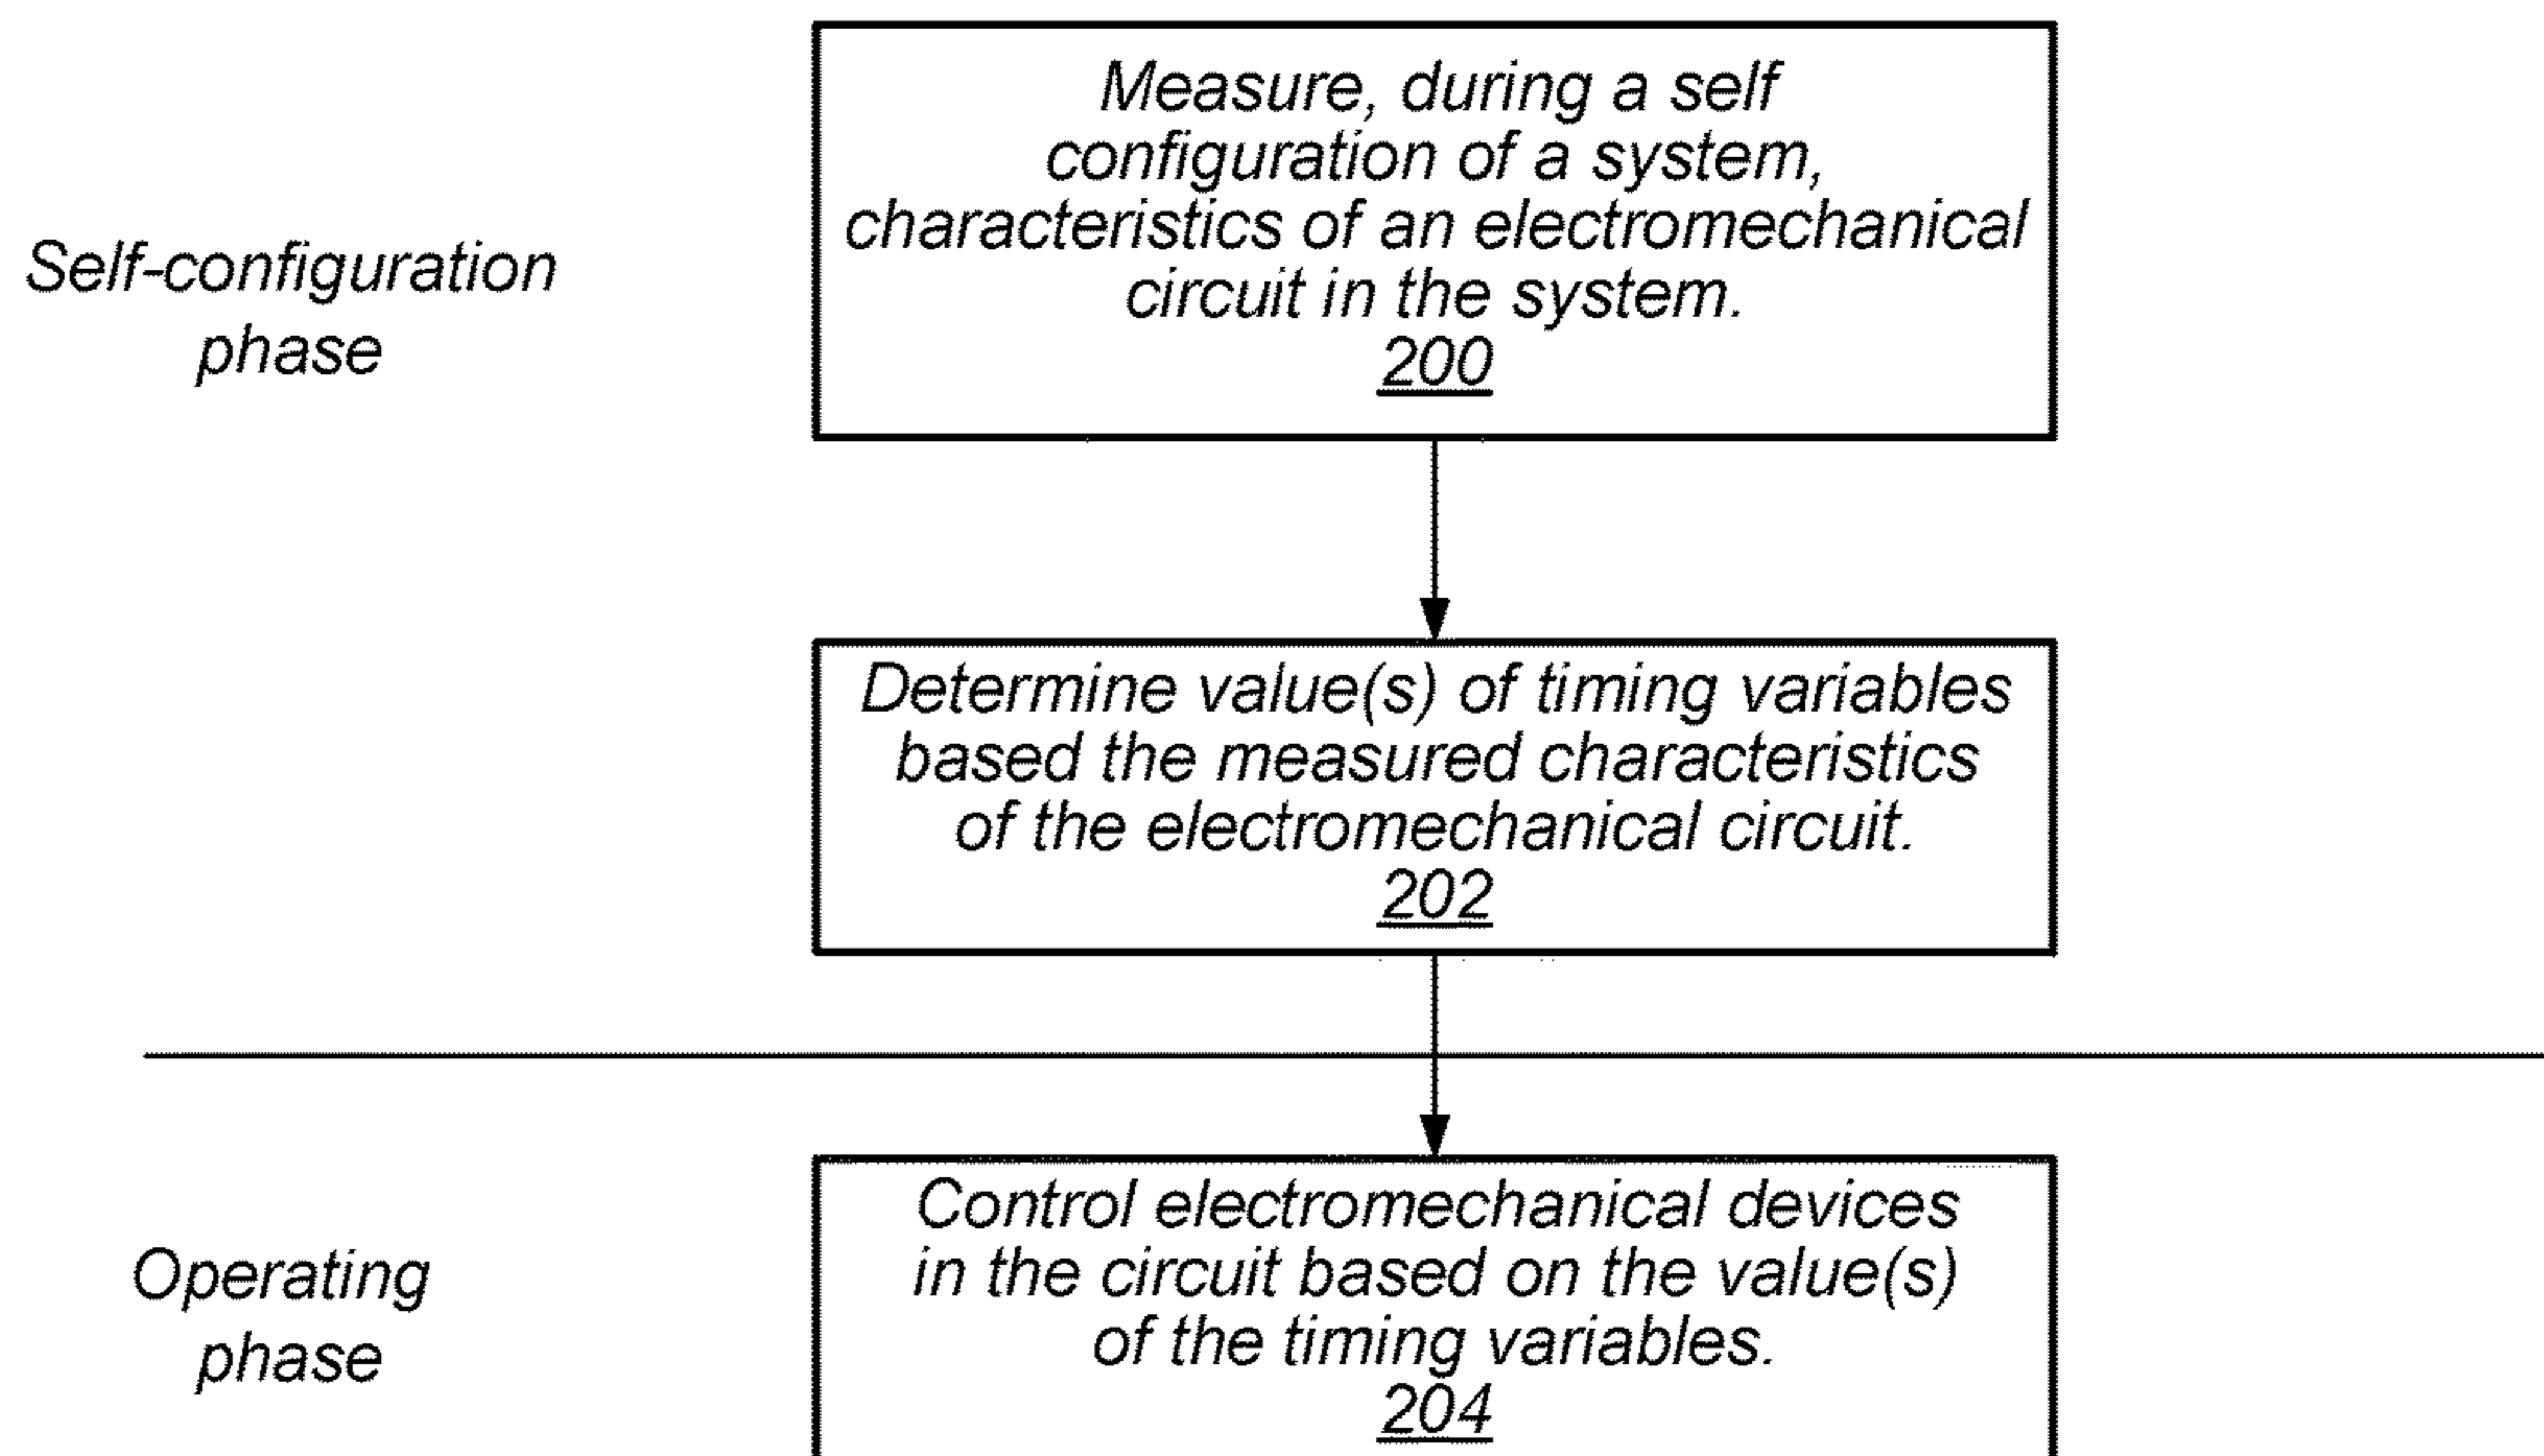 Measure, during a self
configuration of a system,
characteristics of an electromechanical
circuit in the system.
200
Self-configuration
phase
Determine value(s) of timing variables
based the measured characteristics
of the electromechanical circuit.
202
Control electromechanical devices
in the circuit based on the value(s)
of the timing variables.
204
Operating
phase